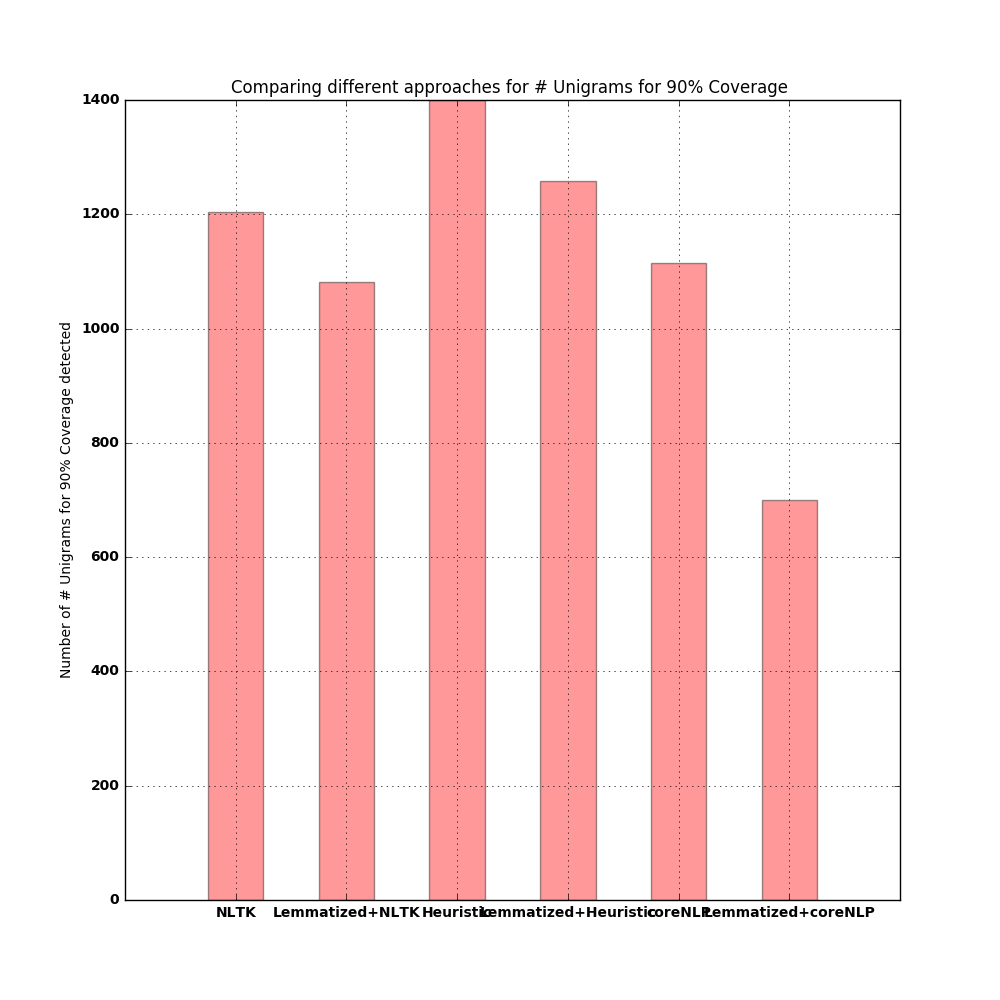 Comparing different approaches for # Unigrams for 90% Coverage
1400
1200
1000
800
600
400
200
0
Number of # Unigrams for 90% Coverage detected
NLTK
Lemmatized+NLTK
Heuristic
Lemmatized+Heuristic
coreNLP
Lemmatized+coreNLP